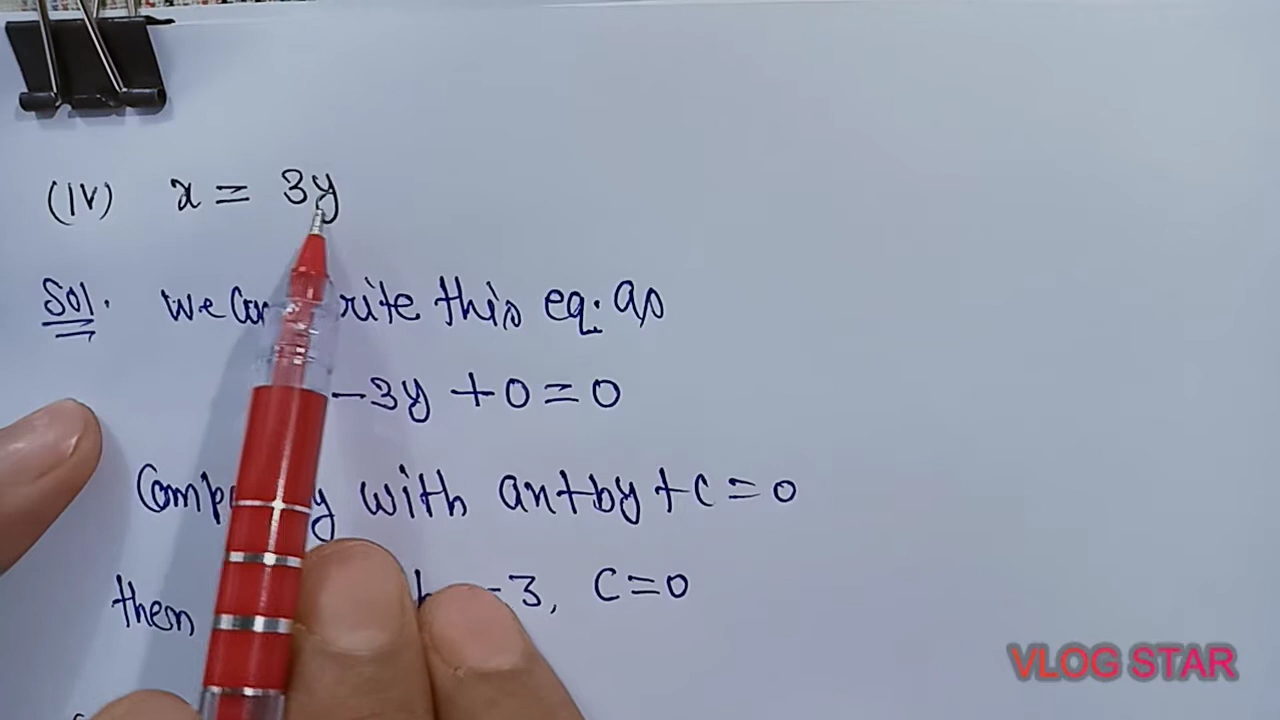 (IV) x = 3y
Sol. We can write this eq. as
-3y + 0 = 0
with ax + by + c = 0
then -3, C = 0
VLOG STAR